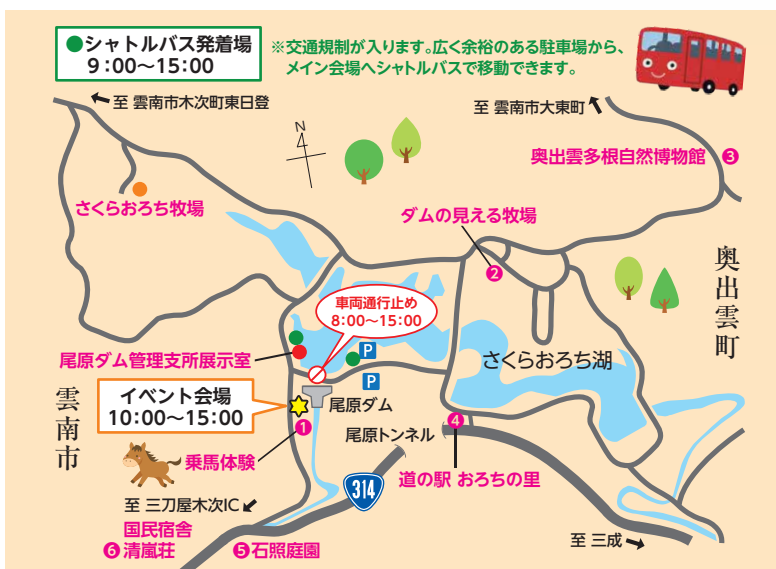 ●シャトルバス発着場
9:00～15:00
※交通規制が入ります。広く余裕のある駐車場から、
メイン会場へシャトルバスで移動できます。
至 雲南市木次町東日登
至 雲南市大東町
N
奥出雲多根自然博物館 ❸
さくらおろち牧場
ダムの見える牧場
❷
奥出雲町
車両通行止め
8:00～15:00
P
尾原ダム管理支所展示室
さくらおろち湖
P
イベント会場
10:00～15:00
尾原ダム
雲南市
❶
❹
尾原トンネル
乗馬体験
道の駅 おろちの里
314
至 三刀屋木次IC
国民宿舎
❻清嵐荘
❺石照庭園
至 三成